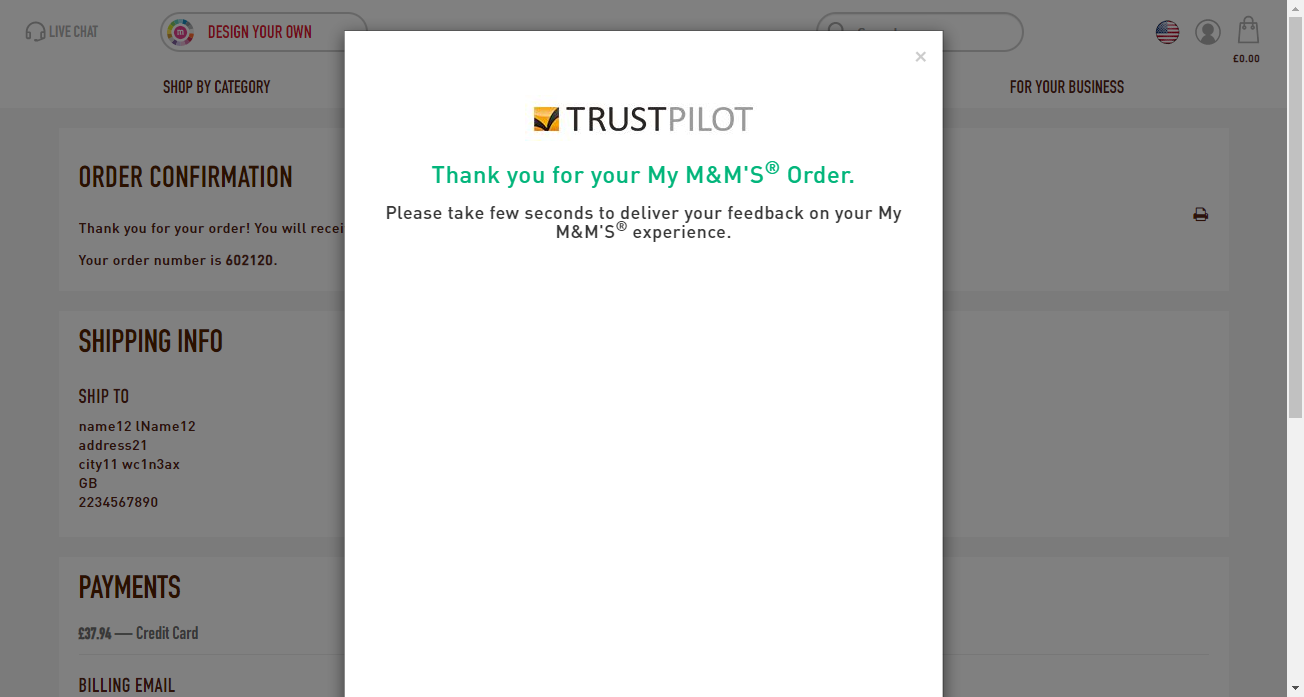 LIVE CHAT
m DESIGN YOUR OWN
£0.00
SHOP BY CATEGORY
FOR YOUR BUSINESS
×
TRUSTPILOT
Thank you for your My M&M'S® Order.
Please take few seconds to deliver your feedback on your My
M&M'S® experience.
ORDER CONFIRMATION
Thank you for your order! You will
Your order number is 602120.
SHIPPING INFO
SHIP TO
name12 lName12
address21
city11 wc1n3ax
GB
2234567890
PAYMENTS
£37.94 — Credit Card
BILLING EMAIL